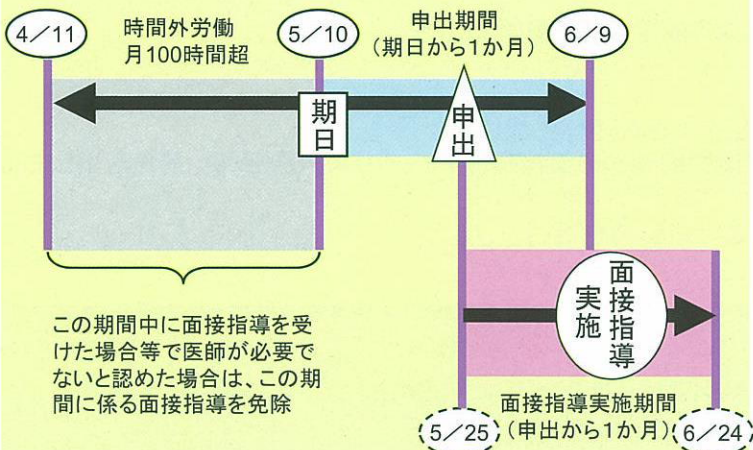 4／11
時間外労働
月100時間超
5／10
申出期間
（期日から1か月）
6／9
期日
申出
面接指導
実施
この期間中に面接指導を受
けた場合等で医師が必要で
ないと認めた場合は、この期
間に係る面接指導を免除
面接指導実施期間
5／25
（申出から1か月）
6／24